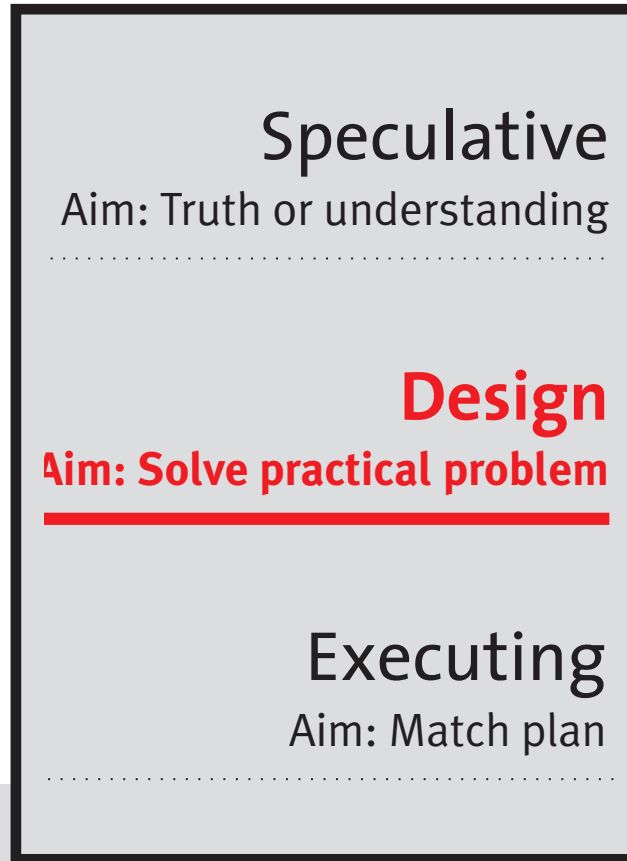 Speculative
Aim: Truth or understanding
Design
Aim: Solve practical problem
Executing
Aim: Match plan